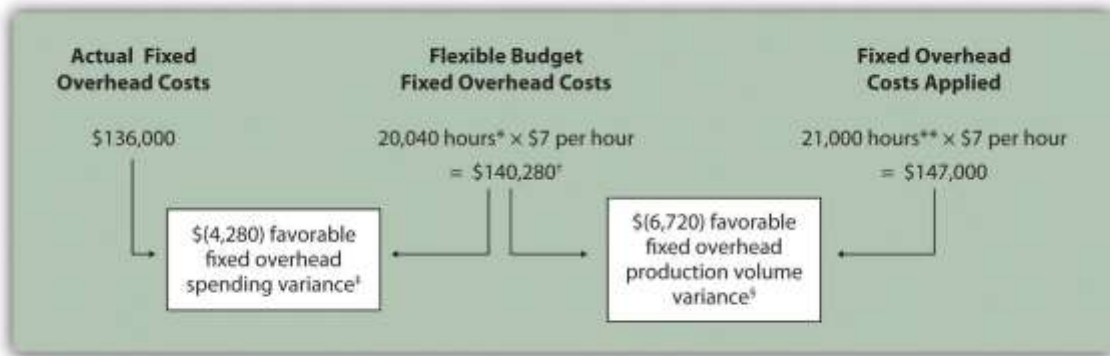 Actual Fixed
Overhead Costs
Flexible Budget
Fixed Overhead Costs
Fixed Overhead
Costs Applied
$136,000
20,040 hours* × $7 per hour
= $140,280†
21,000 hours** × $7 per hour
= $147,000
$(4,280) favorable
fixed overhead
spending variance‡
$(6,720) favorable
fixed overhead
production volume
variance§